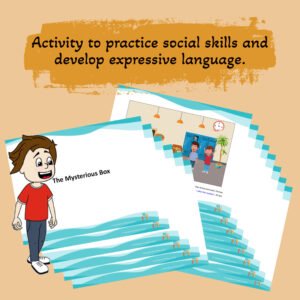 Activity to practice social skills and
develop expressive language.
The Mysterious Box